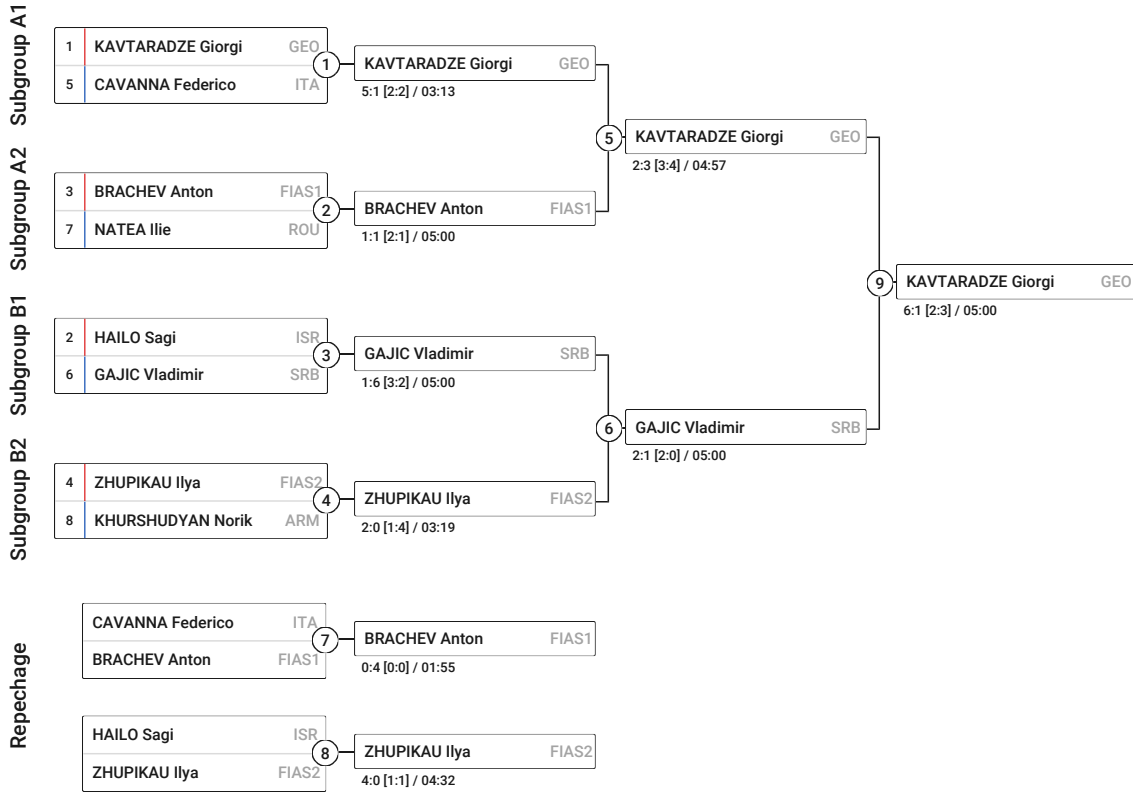 Subgroup A1
1 KAVTARADZE Giorgi GEO
5 CAVANNA Federico ITA
1
KAVTARADZE Giorgi GEO
5:1 [2:2] / 03:13
Subgroup A2
3 BRACHEV Anton FIAS1
7 NATEA Ilie ROU
2
BRACHEV Anton FIAS1
1:1 [2:1] / 05:00
5
KAVTARADZE Giorgi GEO
2:3 [3:4] / 04:57
Subgroup B1
2 HAILO Sagi ISR
6 GAJIC Vladimir SRB
3
GAJIC Vladimir SRB
1:6 [3:2] / 05:00
Subgroup B2
4 ZHUPIKAU Ilya FIAS2
8 KHURSHUDYAN Norik ARM
4
ZHUPIKAU Ilya FIAS2
2:0 [1:4] / 03:19
6
GAJIC Vladimir SRB
2:1 [2:0] / 05:00
9
KAVTARADZE Giorgi GEO
6:1 [2:3] / 05:00
Repechage
CAVANNA Federico ITA
BRACHEV Anton FIAS1
7
BRACHEV Anton FIAS1
0:4 [0:0] / 01:55
HAILO Sagi ISR
ZHUPIKAU Ilya FIAS2
8
ZHUPIKAU Ilya FIAS2
4:0 [1:1] / 04:32